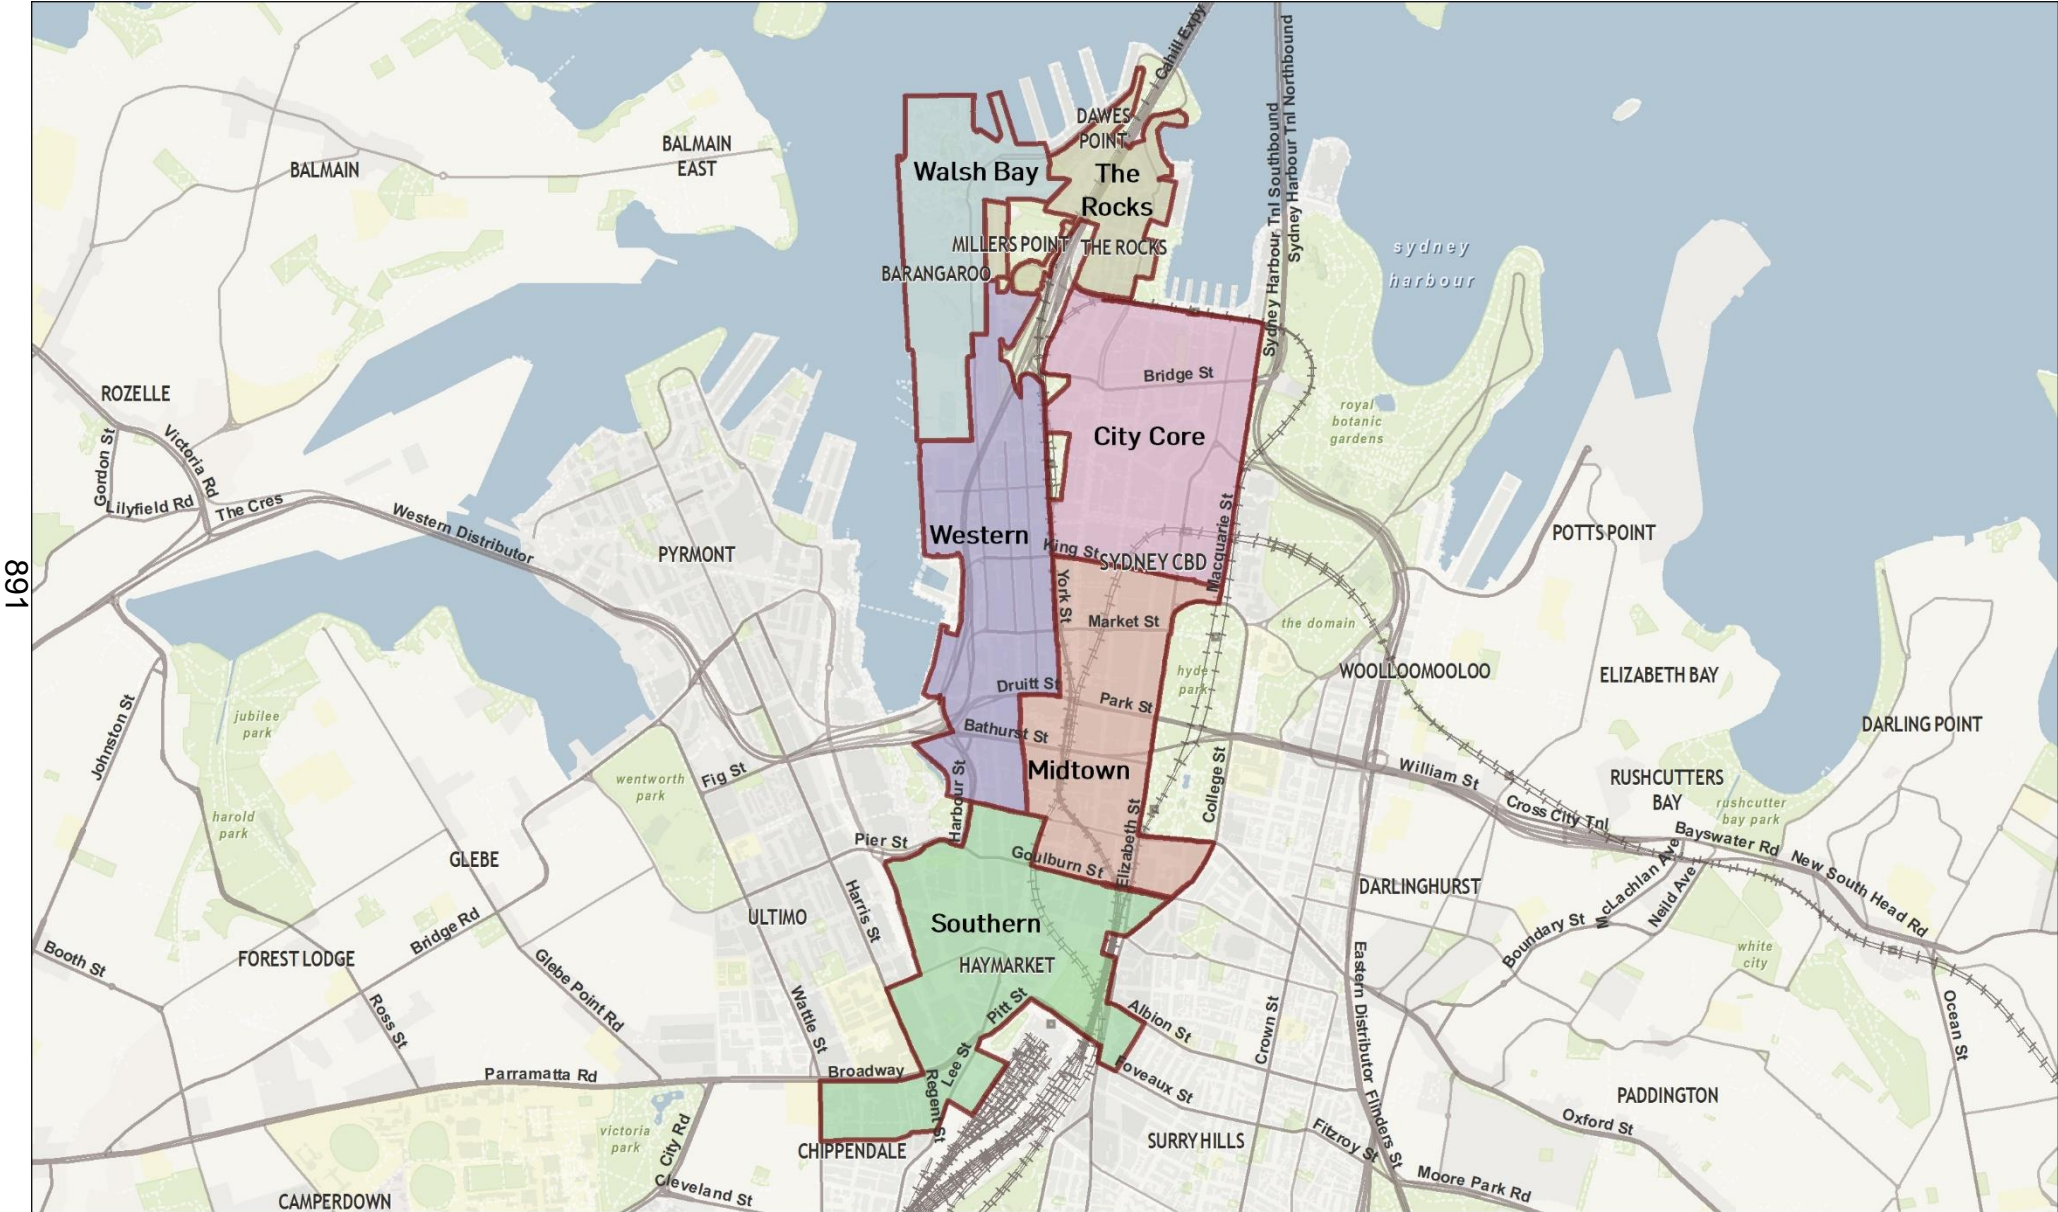 Cahill Expy
Sydney Harbour Tnl Southbound
Sydney Harbour Tnl Northbound
DAWES
POINT
BALMAIN
EAST
BALMAIN
Walsh Bay
The
Rocks
MILLERS POINT
THE ROCKS
BARANGAROO
sydney
harbour
Bridge St
ROZELLE
royal
botanic
gardens
Gordon St
Victoria Rd
City Core
Lilyfield Rd
The Cres
Western Distributor
Western
PYRMONT
King St
SYDNEY CBD
Macquarie St
POTTS POINT
891
York St
Market St
the domain
hyde
park
WOOLLOOMOOLOO
ELIZABETH BAY
Druitt St
Park St
jubilee
park
Johnston St
Bathurst St
DARLING POINT
wentworth
park
Fig St
Midtown
College St
William St
RUSHCUTTERS
BAY
rushcutter
bay park
harold
park
Harbour St
Elizabeth St
Cross City Tnl
Bayswater Rd
Pier St
GLEBE
Goulburn St
New South Head Rd
DARLINGHURST
McLachlan Ave
Neild Ave
Harris St
ULTIMO
Southern
Boundary St
Bridge Rd
Booth St
FOREST LODGE
HAYMARKET
white
city
Glebe Point Rd
Ross St
Wattle St
Pitt St
Albion St
Crown St
Eastern Distributor
Ocean St
Lee St
Parramatta Rd
Broadway
Regent St
Foveaux St
Flinders St
PADDINGTON
victoria
park
City Rd
CHIPPENDALE
SURRY HILLS
Fitzroy St
Oxford St
Cleveland St
Moore Park Rd
CAMPERDOWN